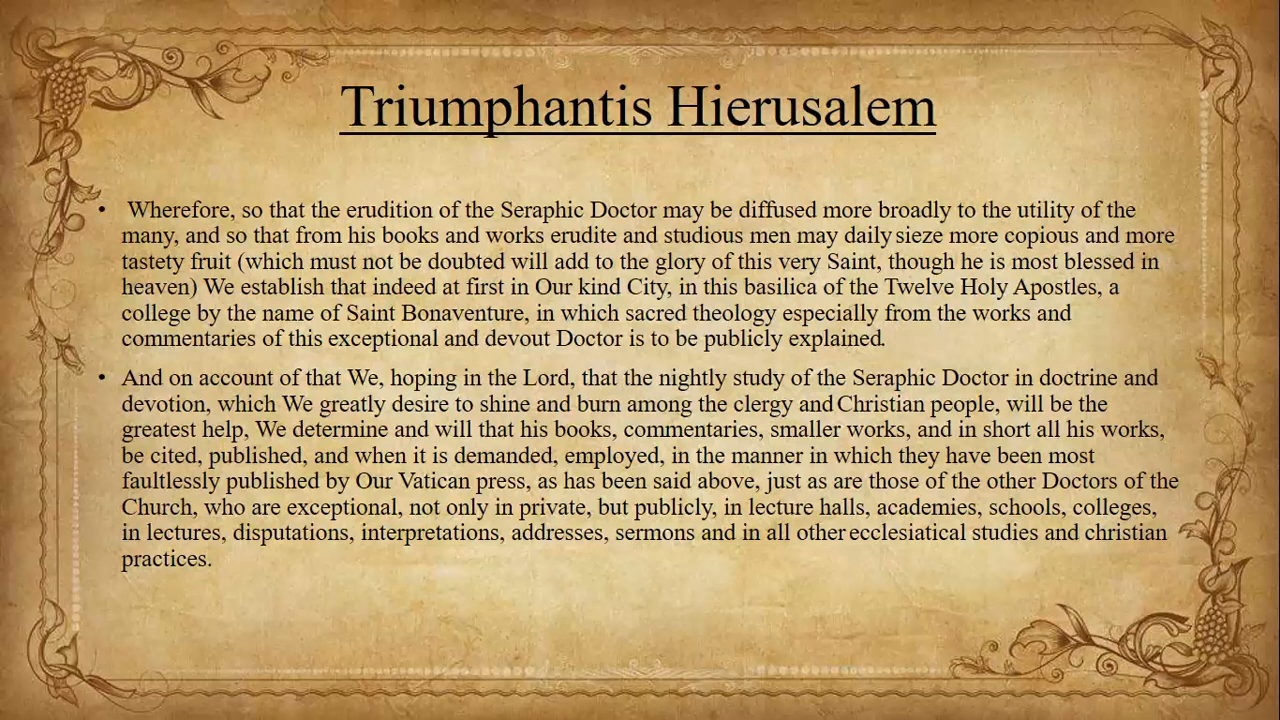 Triumphantis Hierusalem
• Wherefore, so that the erudition of the Seraphic Doctor may be diffused more broadly to the utility of the
many, and so that from his books and works erudite and studious men may daily sieze more copious and more
tastety fruit (which must not be doubted will add to the glory of this very Saint, though he is most blessed in
heaven) We establish that indeed at first in Our kind City, in this basilica of the Twelve Holy Apostles, a
college by the name of Saint Bonaventure, in which sacred theology especially from the works and
commentaries of this exceptional and devout Doctor is to be publicly explained.
• And on account of that We, hoping in the Lord, that the nightly study of the Seraphic Doctor in doctrine and
devotion, which We greatly desire to shine and burn among the clergy and Christian people, will be the
greatest help, We determine and will that his books, commentaries, smaller works, and in short all his works,
be cited, published, and when it is demanded, employed, in the manner in which they have been most
faultlessly published by Our Vatican press, as has been said above, just as are those of the other Doctors of the
Church, who are exceptional, not only in private, but publicly, in lecture halls, academies, schools, colleges,
in lectures, disputations, interpretations, addresses, sermons and in all other ecclesiatical studies and christian
practices.